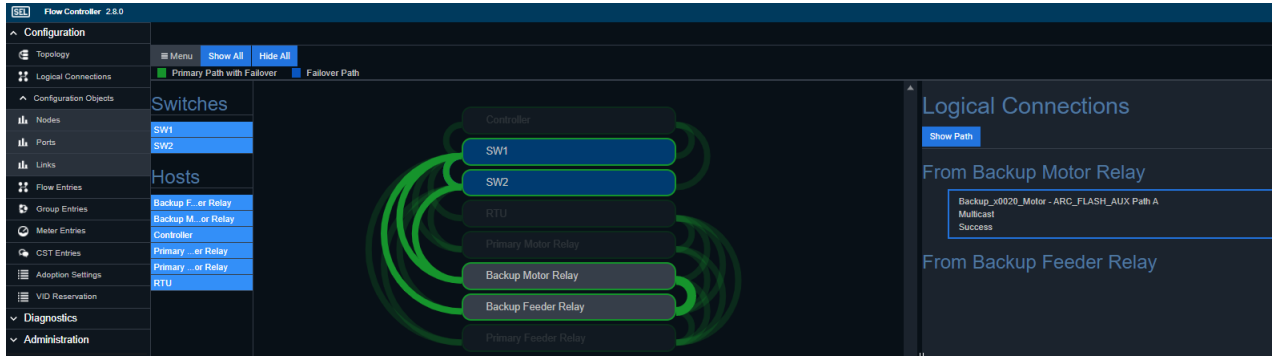 SEL Flow Controller 2.8.0
Configuration
Topology
Logical Connections
Configuration Objects
Nodes
Ports
Links
Flow Entries
Group Entries
Meter Entries
CST Entries
Adoption Settings
VID Reservation
Diagnostics
Administration
Menu Show All Hide All
Primary Path with Failover Failover Path
Switches
SW1
SW2
Hosts
Backup F...er Relay
Backup M...or Relay
Controller
Primary ...er Relay
Primary ...or Relay
RTU
Controller
SW1
SW2
RTU
Primary Motor Relay
Backup Motor Relay
Backup Feeder Relay
Primary Feeder Relay
Logical Connections
Show Path
From Backup Motor Relay
Backup_x0020_Motor - ARC_FLASH_AUX Path A
Multicast
Success
From Backup Feeder Relay